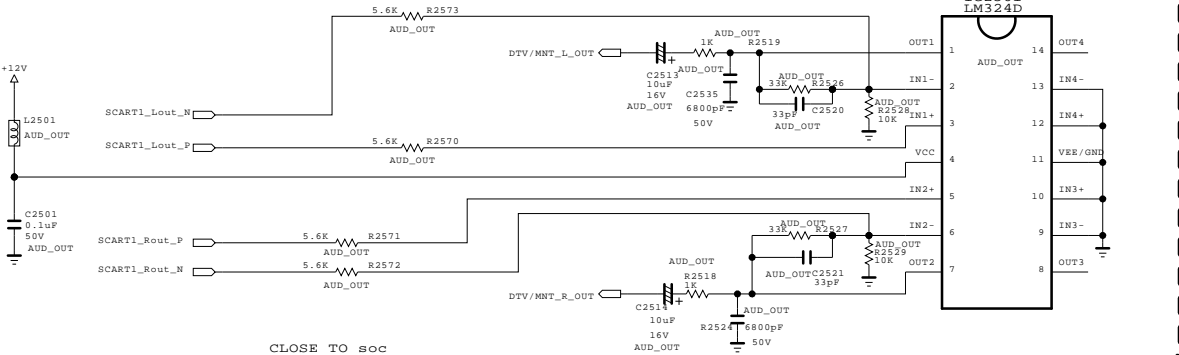 LM324D
5.6K R2573
AUD_OUT
AUD_OUT
DTV/MNT_L_OUT
1K
R2519
OUT1
1
14
OUT4
AUD_OUT
+12V
C2513
10uF
16V
AUD_OUT
AUD_OUT
C2535
6800pF
50V
AUD_OUT
33K R2526
C2520
33pF
AUD_OUT
AUD_OUT
R2528
10K
IN1-
2
13
IN4-
SCART1_Lout_N
L2501
AUD_OUT
IN1+
3
12
IN4+
SCART1_Lout_P
5.6K R2570
AUD_OUT
VCC
4
11
VEE/GND
C2501
0.1uF
50V
AUD_OUT
IN2+
5
10
IN3+
SCART1_Rout_P
5.6K R2571
AUD_OUT
AUD_OUT
33K R2527
IN2-
6
9
IN3-
AUD_OUT
R2529
10K
SCART1_Rout_N
5.6K R2572
AUD_OUT
AUD_OUT
R2518
1K
AUD_OUT
C2521
33pF
OUT2
7
8
OUT3
DTV/MNT_R_OUT
C2514
10uF
16V
AUD_OUT
AUD_OUT
R2524
6800pF
50V
CLOSE TO soc